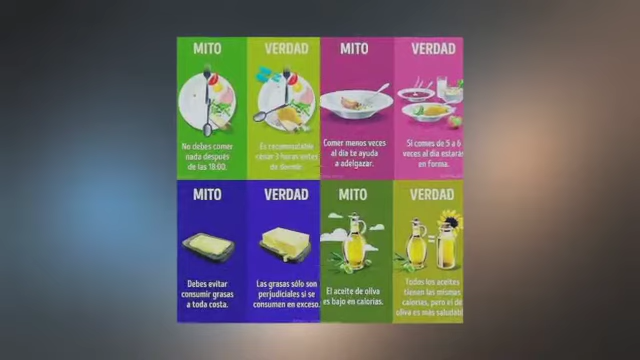 MITO
VERDAD
No debes comer
nada después
de las 18:00.
Es recomendable
cenar 3 horas antes
de dormir.
MITO
VERDAD
Comer menos veces
al día te ayuda
a adelgazar.
Si comes de 5 a 6
veces al día estarás
en forma.
MITO
VERDAD
Debes evitar
consumir grasas
a toda costa.
Las grasas sólo son
perjudiciales si se
consumen en exceso.
MITO
VERDAD
El aceite de oliva
es bajo en calorías.
Todos los aceites
tienen las mismas
calorías, pero el de
oliva es más saludabl